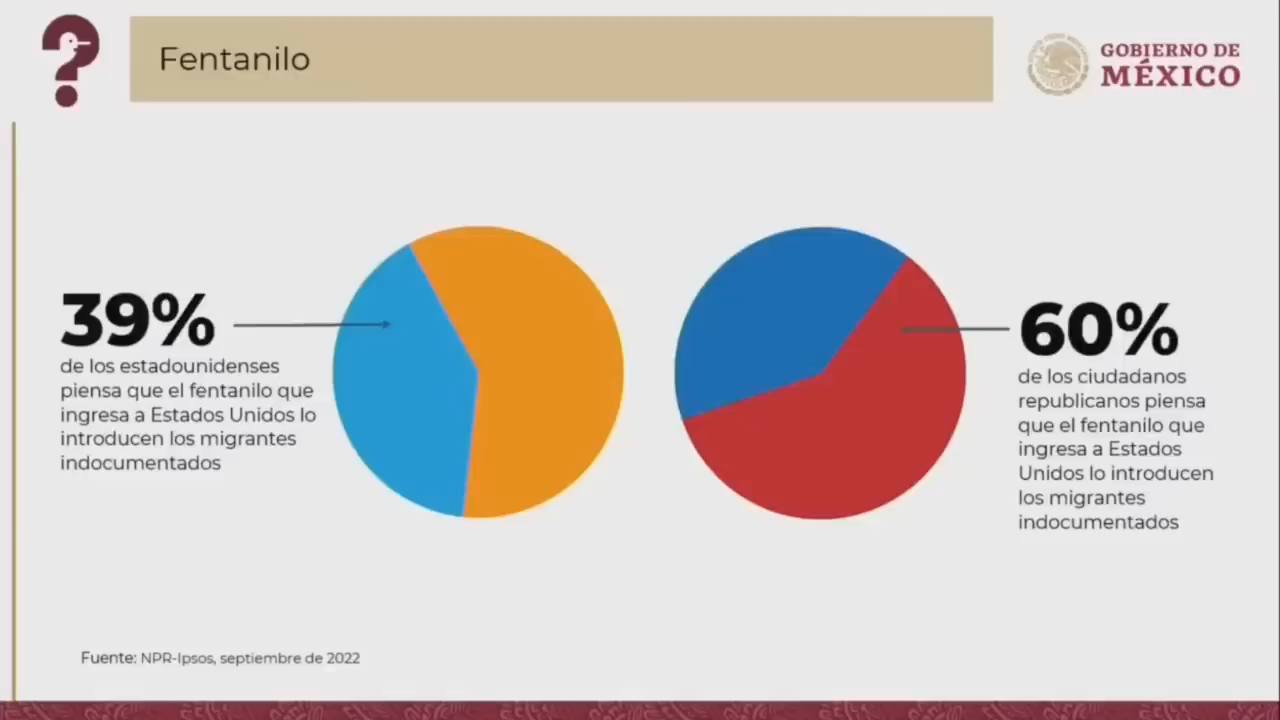 Fentanilo
GOBIERNO DE
MÉXICO
39%
de los estadounidenses
piensa que el fentanilo que
ingresa a Estados Unidos lo
introducen los migrantes
indocumentados
60%
de los ciudadanos
republicanos piensa
que el fentanilo que
ingresa a Estados
Unidos lo introducen
los migrantes
indocumentados
Fuente: NPR-Ipsos, septiembre de 2022